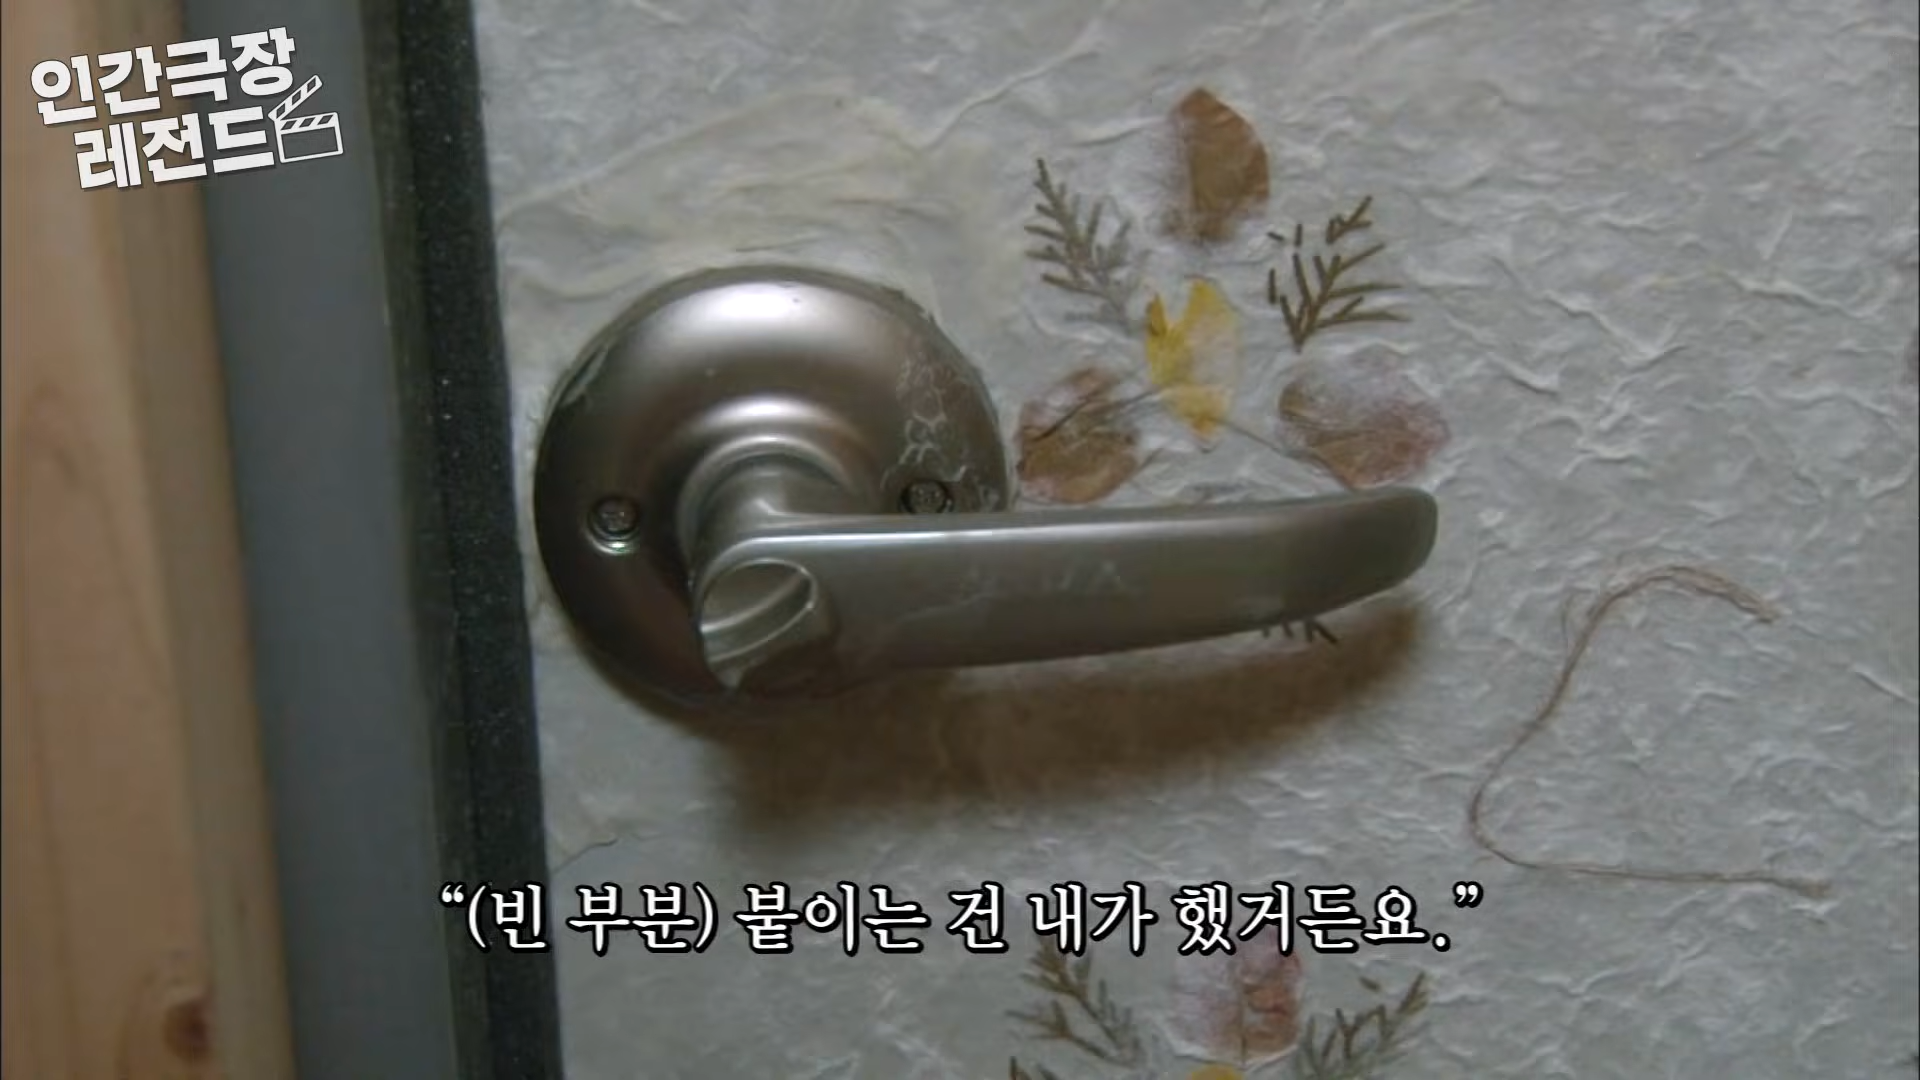 인간극장
레전드
“(빈 부분) 붙이는 건 내가 했거든요.”